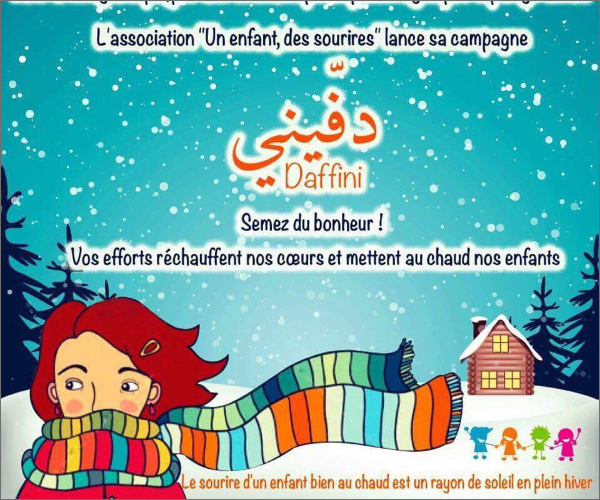 L'association "Un enfant, des sourires" lance sa campagne
دفّيني
Daffini
Semez du bonheur !
Vos efforts réchauffent nos cœurs et mettent au chaud nos enfants
Le sourire d'un enfant bien au chaud est un rayon de soleil en plein hiver